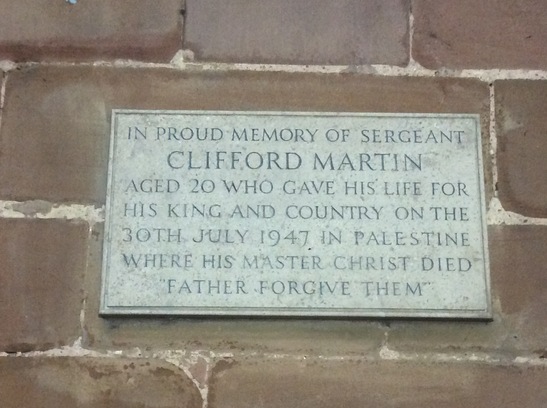 IN PROUD MEMORY OF SERGEANT
CLIFFORD MARTIN
AGED 20 WHO GAVE HIS LIFE FOR
HIS KING AND COUNTRY ON THE
30TH JULY 1947 IN PALESTINE
WHERE HIS MASTER CHRIST DIED
"FATHER FORGIVE THEM"